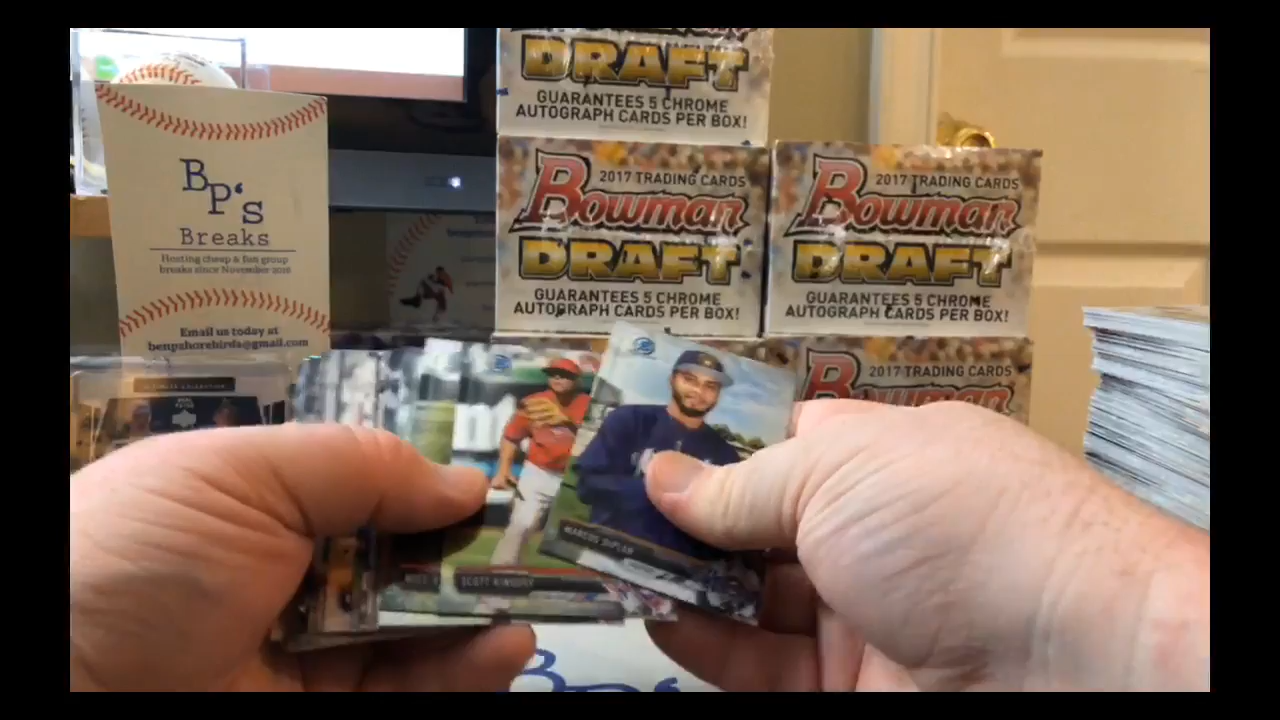 BP's
Breaks
Hosting cheap & fun group
breaks since November 2016
Email us today at
benpshorebirds@gmail.com
DRAFT
GUARANTEES 5 CHROME
AUTOGRAPH CARDS PER BOX!
2017 TRADING CARDS
Bowman
DRAFT
GUARANTEES 5 CHROME
AUTOGRAPH CARDS PER BOX!
2017 TRADING CARDS
Bowman
DRAFT
GUARANTEES 5 CHROME
AUTOGRAPH CARDS PER BOX!
2017 TRADING CARDS
ULTIMATE COLLECTION
MARCOS DIPLAN
SCOTT KINGERY